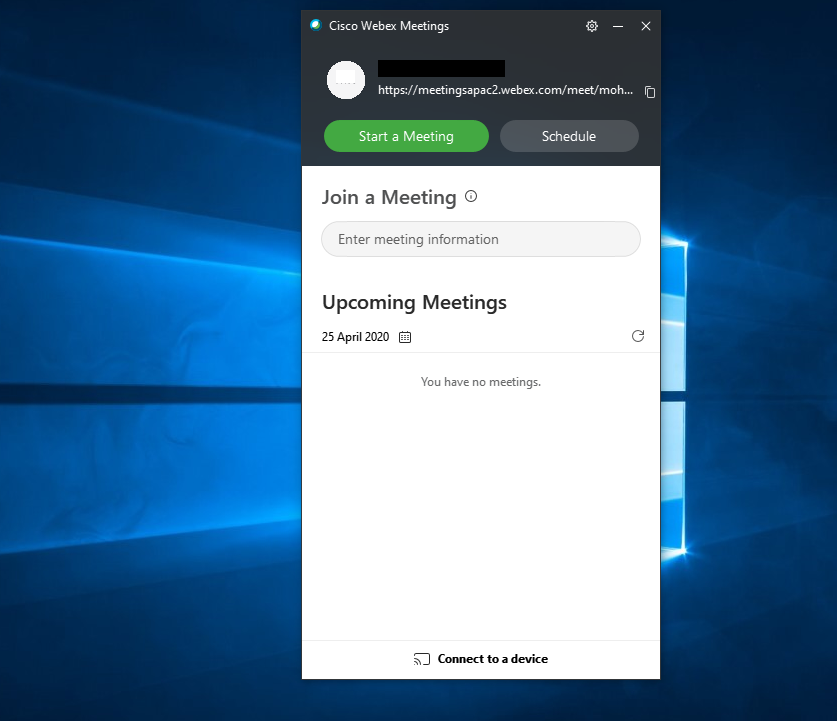 Cisco Webex Meetings
https://meetingsapac2.webex.com/meet/moh...
Start a Meeting
Schedule
Join a Meeting
Enter meeting information
Upcoming Meetings
25 April 2020
You have no meetings.
Connect to a device